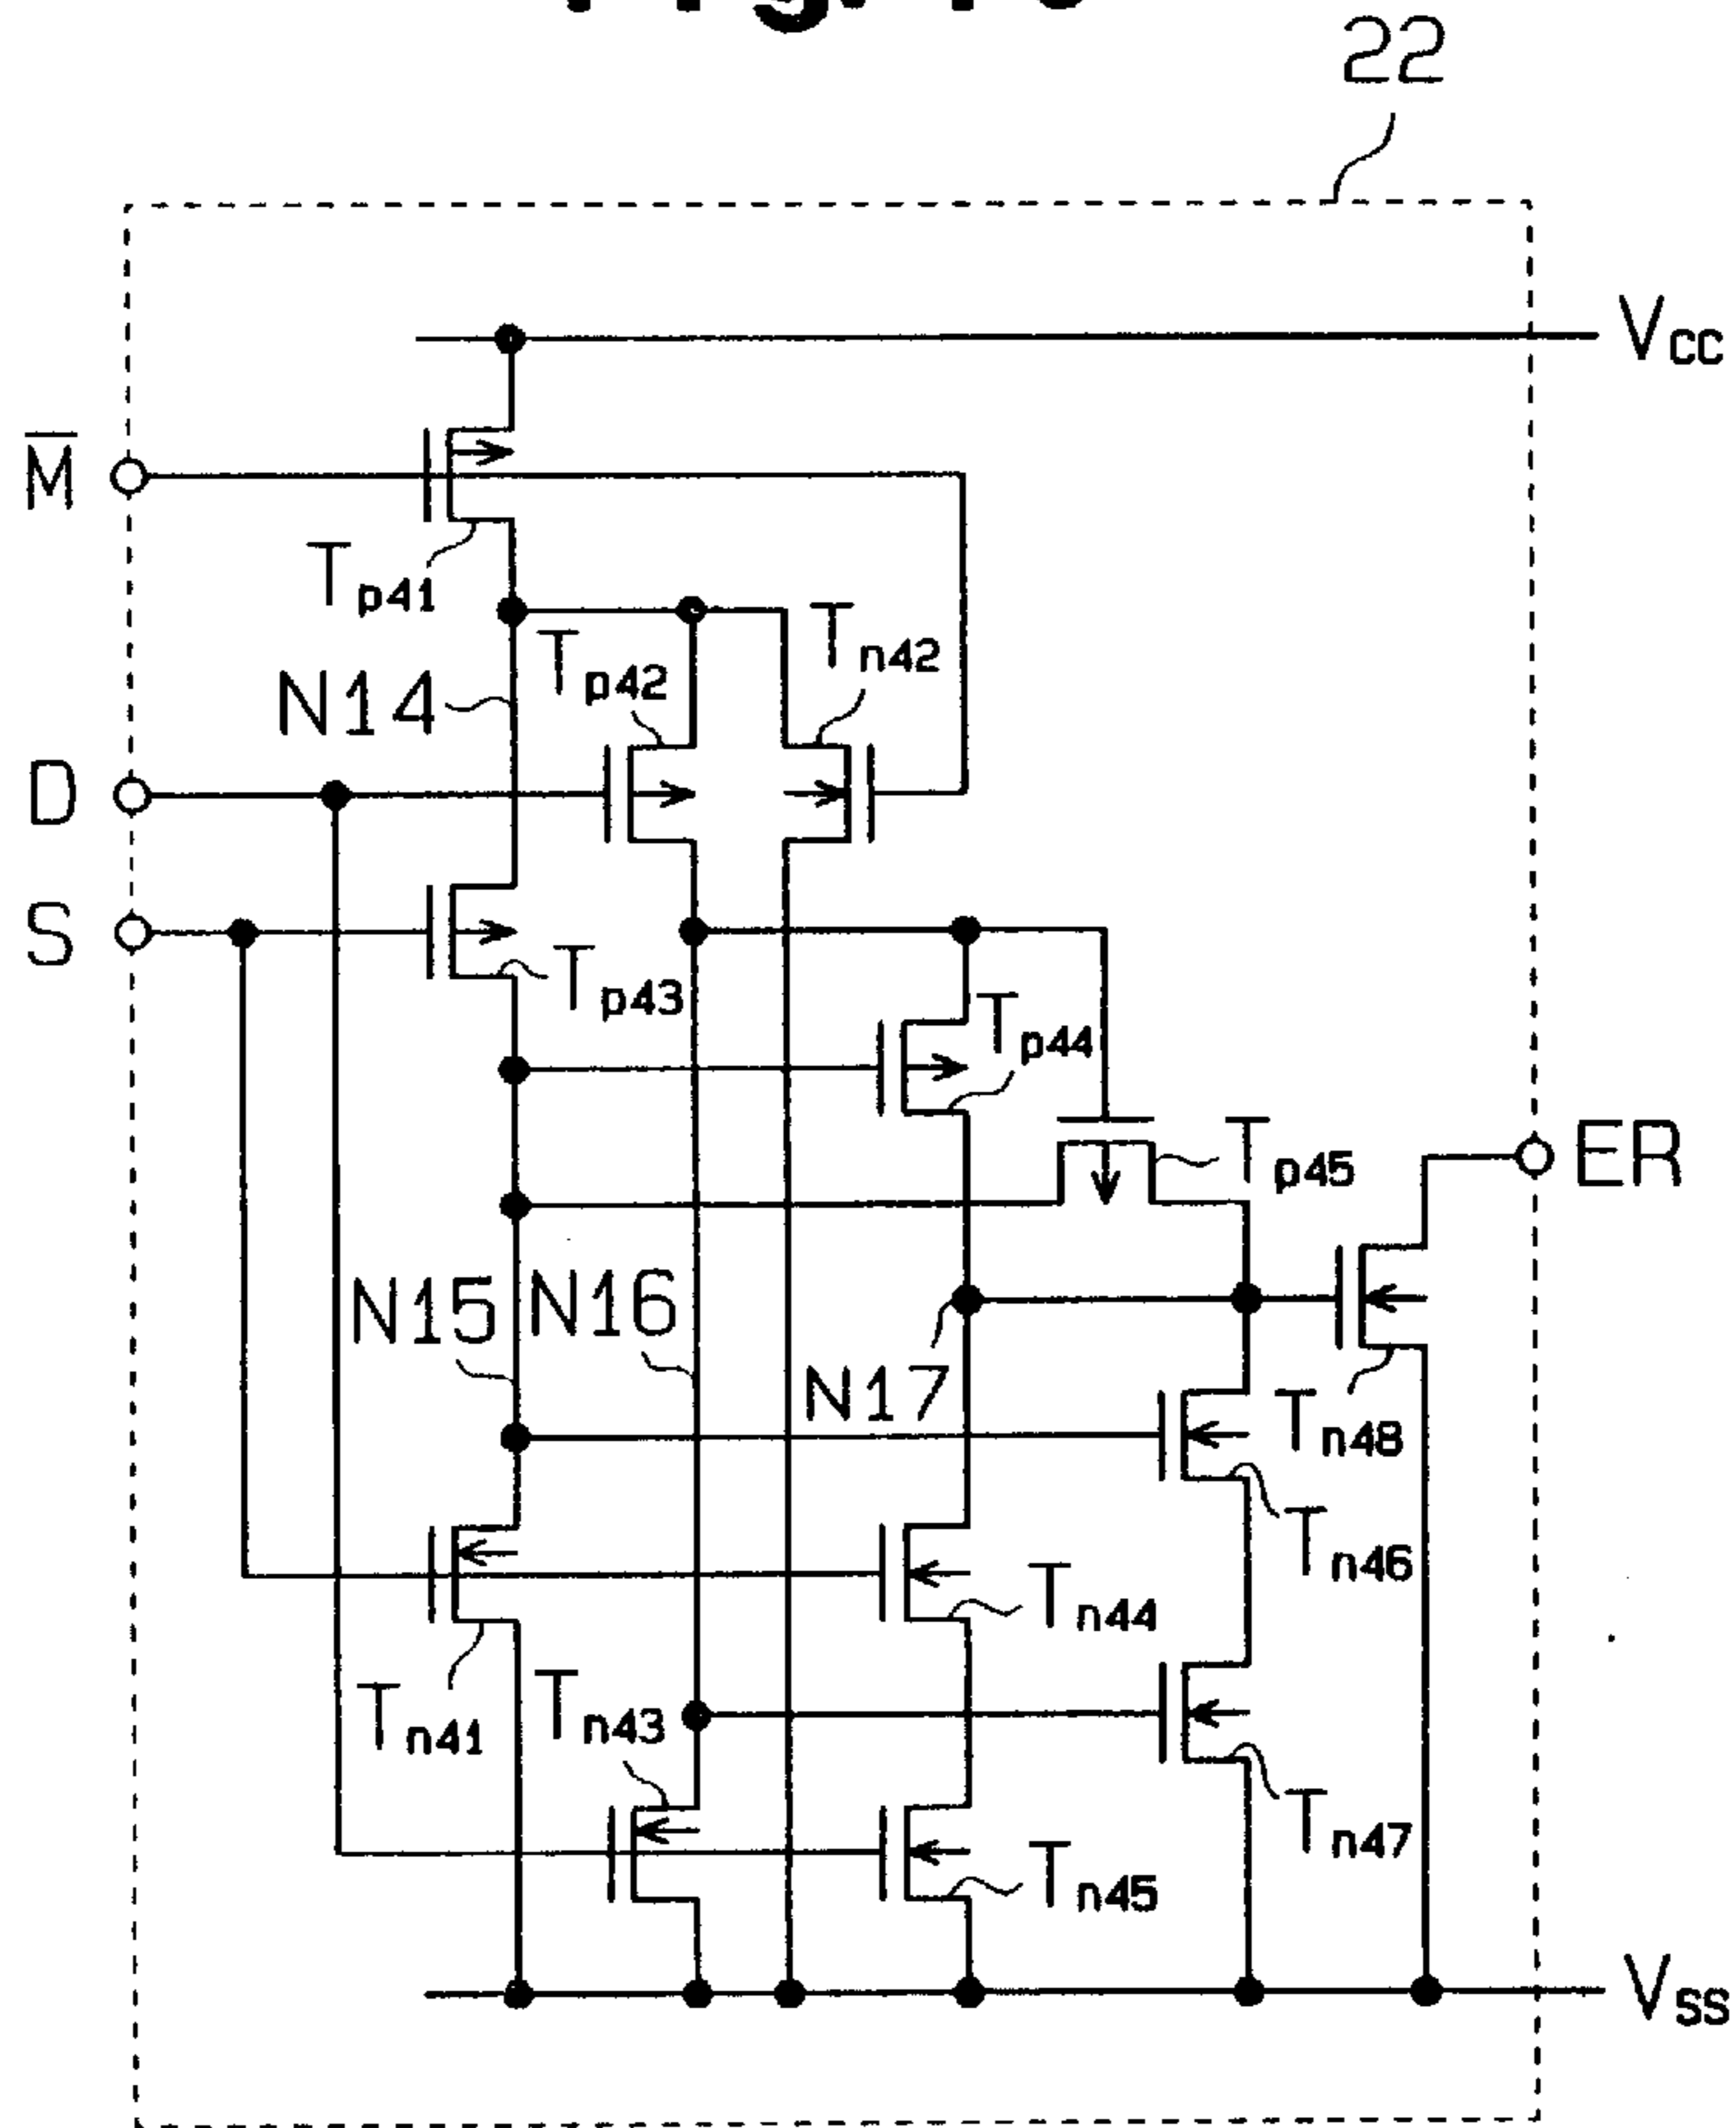 22
Vcc
M̅
Tp41
Tp42
Tn42
N14
D
S
Tp43
Tp44
Tp45
ER
N15
N16
N17
Tn48
Tn46
Tn44
Tn41
Tn43
Tn47
Tn45
Vss